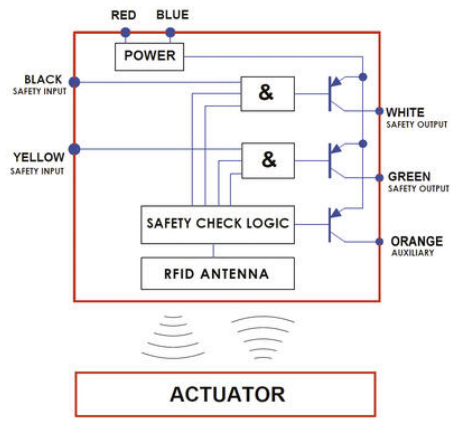 RED BLUE
POWER
BLACK
SAFETY INPUT
&
WHITE
SAFETY OUTPUT
YELLOW
SAFETY INPUT
&
GREEN
SAFETY OUTPUT
SAFETY CHECK LOGIC
ORANGE
AUXILIARY
RFID ANTENNA
ACTUATOR